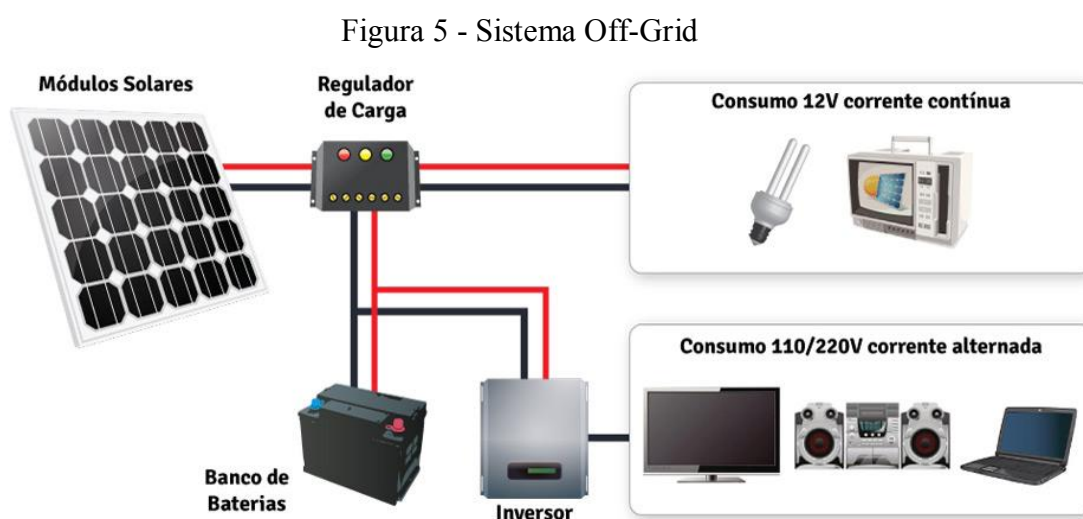 Figura 5 - Sistema Off-Grid
Módulos Solares
Regulador
de Carga
Consumo 12V corrente contínua
Consumo 110/220V corrente alternada
Banco de
Baterias
Inversor